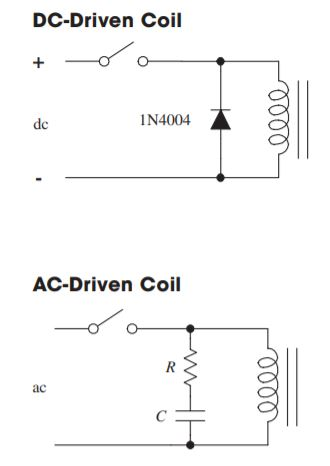 DC-Driven Coil
+
dc
1N4004
-
AC-Driven Coil
R
ac
C